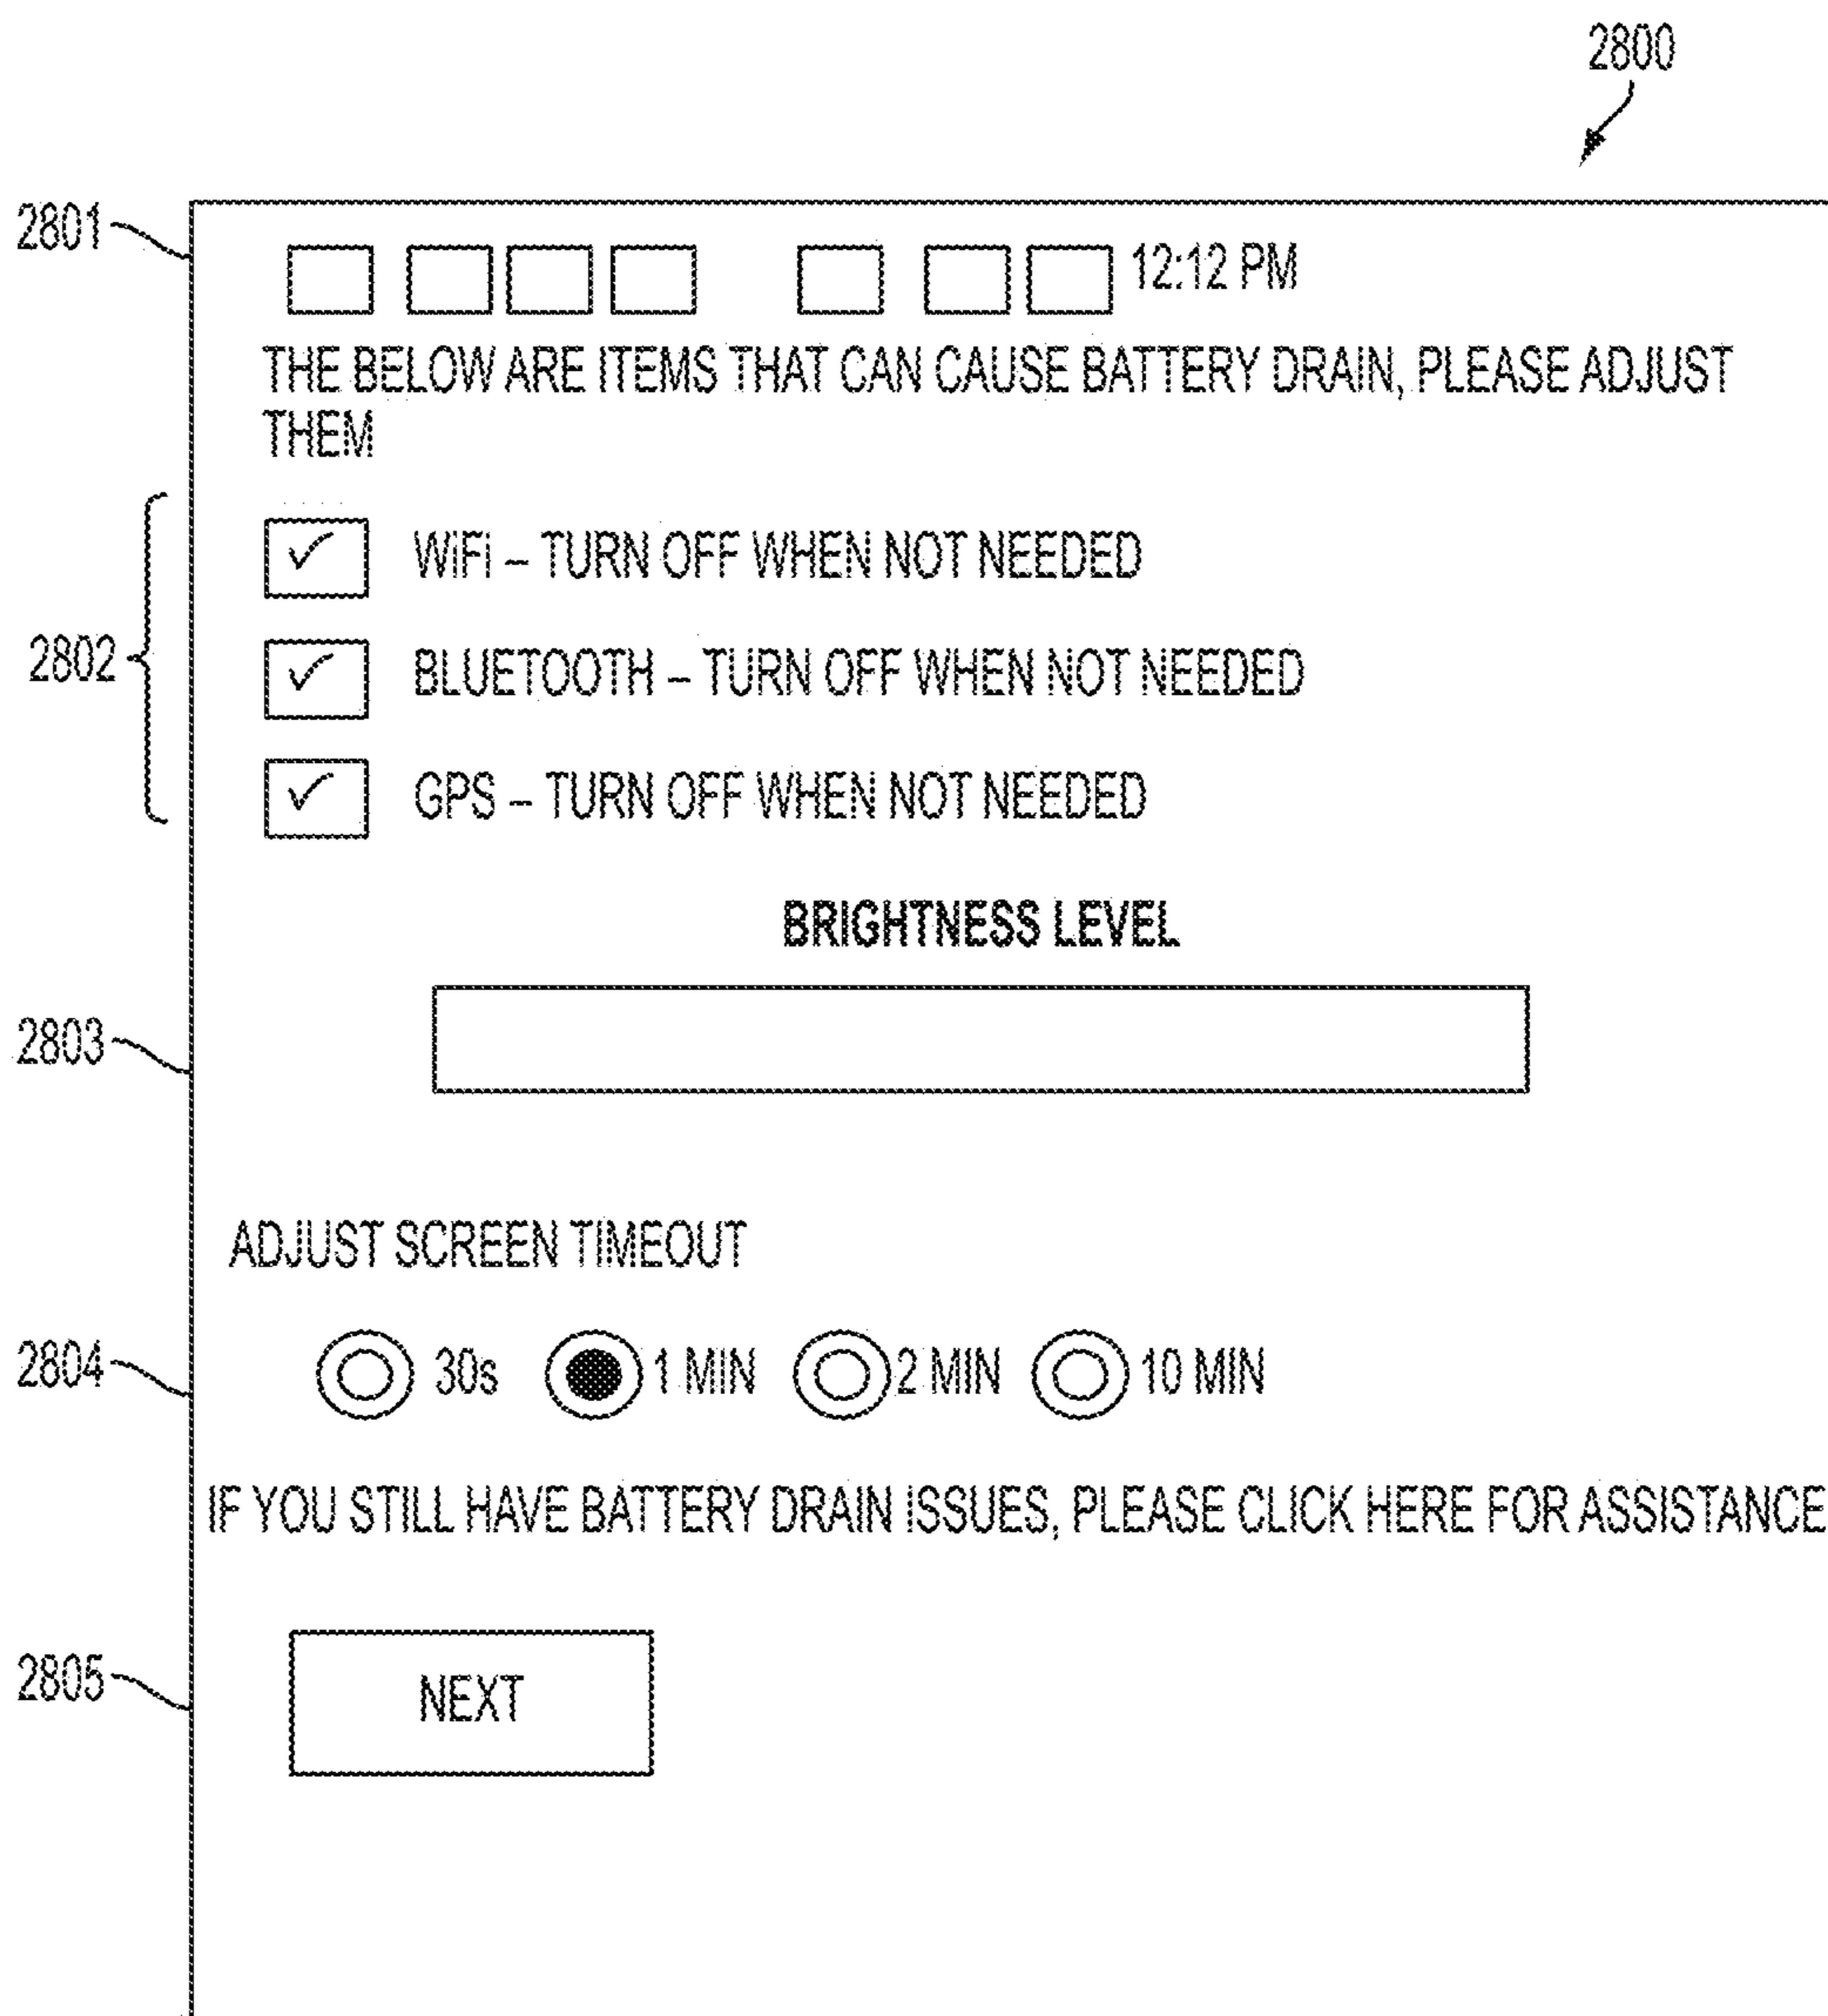 2800
2801
12:12 PM
THE BELOW ARE ITEMS THAT CAN CAUSE BATTERY DRAIN, PLEASE ADJUST
THEM
2802
WiFi – TURN OFF WHEN NOT NEEDED
BLUETOOTH – TURN OFF WHEN NOT NEEDED
GPS – TURN OFF WHEN NOT NEEDED
BRIGHTNESS LEVEL
2803
ADJUST SCREEN TIMEOUT
2804
30s 1 MIN 2 MIN 10 MIN
IF YOU STILL HAVE BATTERY DRAIN ISSUES, PLEASE CLICK HERE FOR ASSISTANCE
2805
NEXT